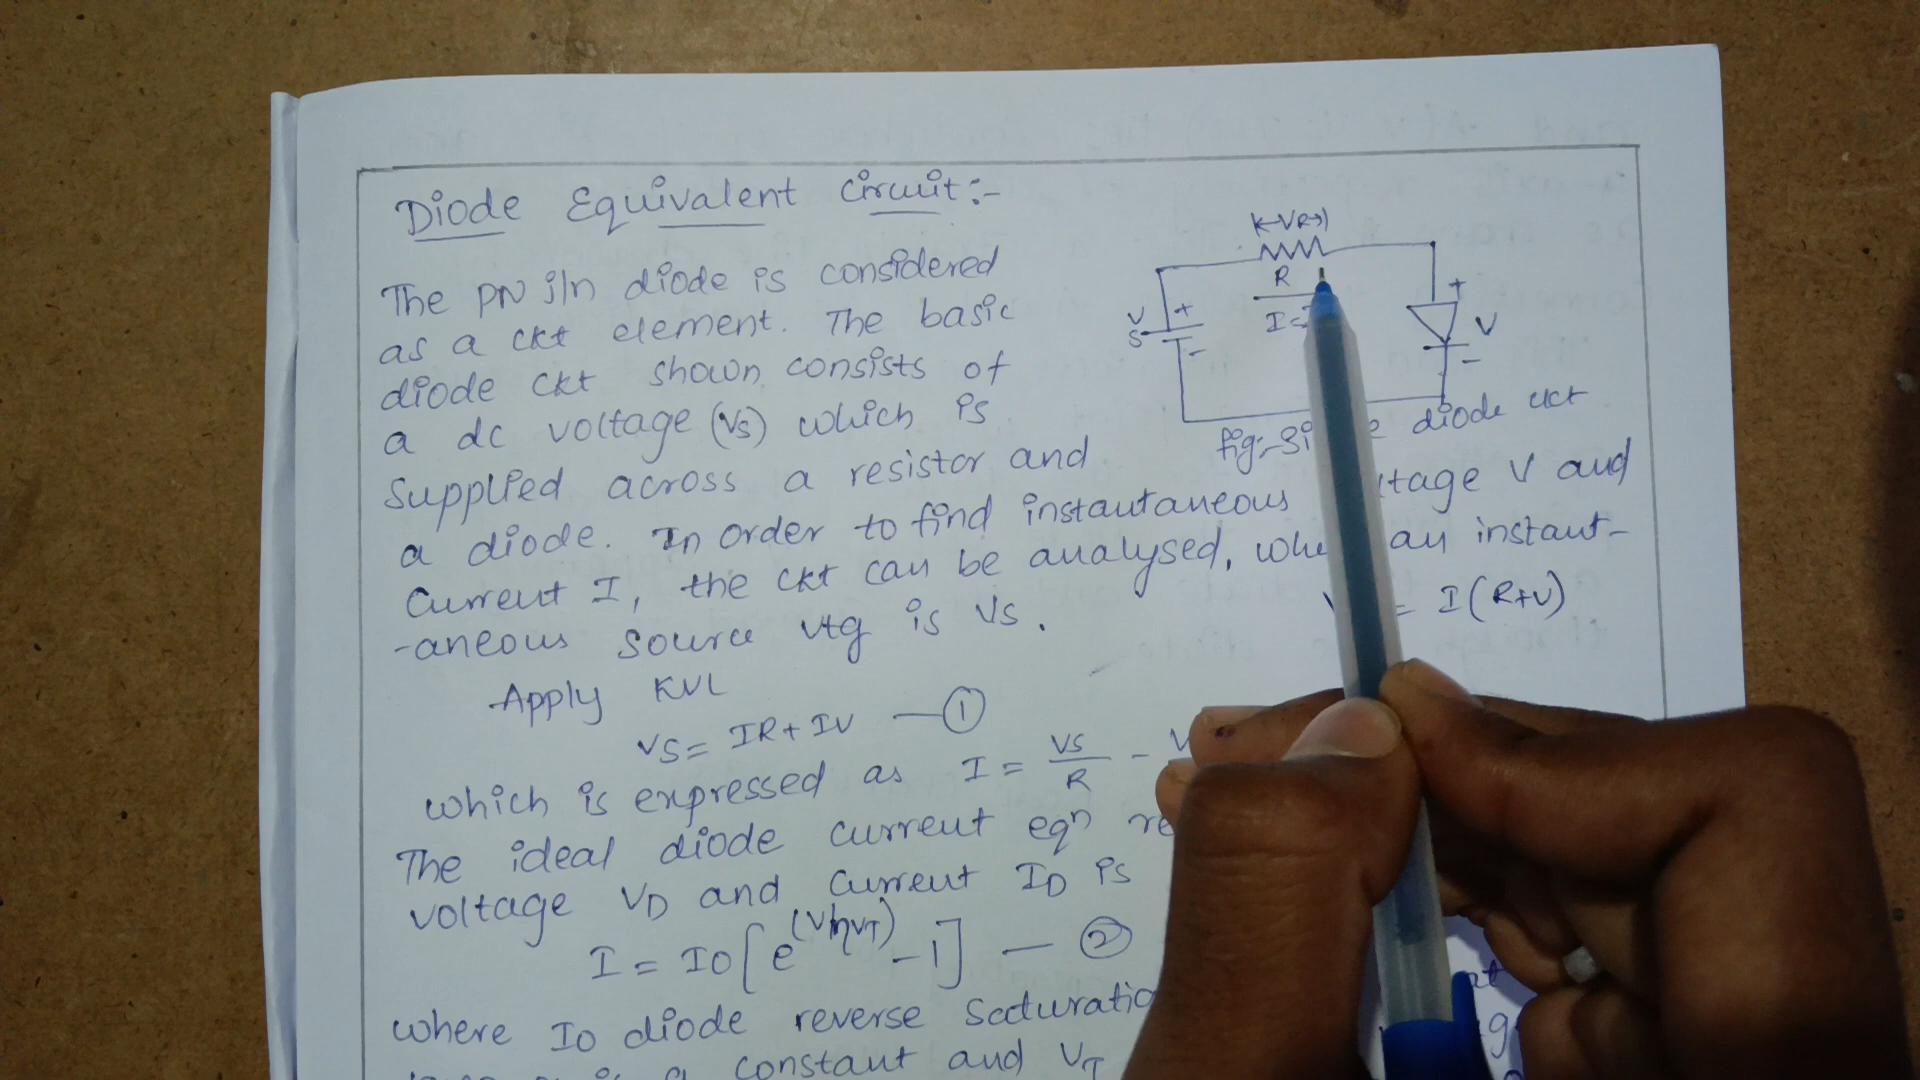 Diode Equivalent Circuit:-
The PN j/n diode is considered
as a ckt element. The basic
diode ckt shown consists of
a dc voltage (Vs) which is
Supplied across a resistor and
a diode. In order to find instantaneous V and
Current I, the ckt can be analysed, an instant-
-aneous source vtg is Vs.
K-VR->|
R
VS
+
-
+
V
-
fig:- diode ckt
= I(R+V)
Apply KVL
VS = IR + IV —①
which is expressed as I = VS/R -
The ideal diode current eqn
voltage VD and current ID is
I = IO[e(V/ηVT) -1] — ②
where IO diode reverse
constant and VT